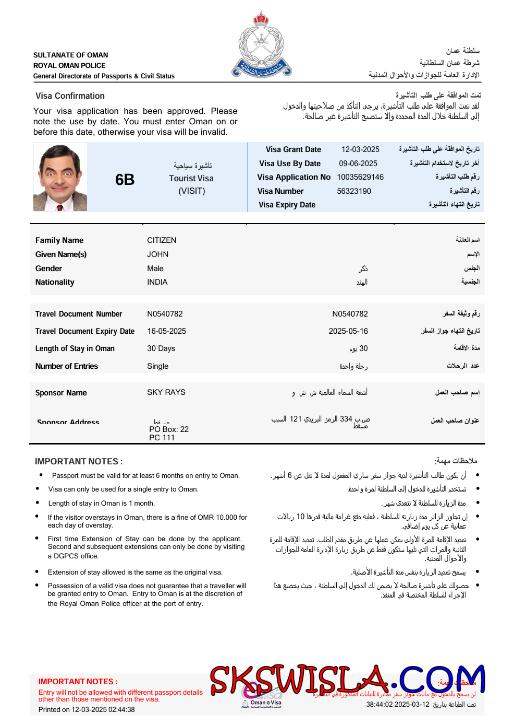 SULTANATE OF OMAN
ROYAL OMAN POLICE
General Directorate of Passports & Civil Status
سلطنة عمان
شرطة عمان السلطانية
الإدارة العامة للجوازات والأحوال المدنية
Visa Confirmation
Your visa application has been approved. Please
note the use by date. You must enter Oman on or
before this date, otherwise your visa will be invalid.
تمت الموافقة على طلب التأشيرة
لقد تمت الموافقة على طلب التأشيرة, يرجى التأكد من صلاحيتها والدخول
إلى السلطنة خلال المدة المحددة وإلا ستصبح التأشيرة غير صالحة.
6B
تأشيرة سياحية
Tourist Visa
(VISIT)
Visa Grant Date 12-03-2025 تاريخ الموافقة على طلب التأشيرة
Visa Use By Date 09-06-2025 آخر تاريخ لاستخدام التأشيرة
Visa Application No 10035629146 رقم طلب التأشيرة
Visa Number 56323190 رقم التأشيرة
Visa Expiry Date تاريخ انتهاء التأشيرة
Family Name CITIZEN اسم العائلة
Given Name(s) JOHN الإسم
Gender Male ذكر الجنس
Nationality INDIA الهند الجنسية
Travel Document Number N0540782 N0540782 رقم وثيقة السفر
Travel Document Expiry Date 16-05-2025 2025-05-16 تاريخ انتهاء جواز السفر
Length of Stay in Oman 30 Days 30 يوم مدة الاقامة
Number of Entries Single رحلة واحدة عدد الرحلات
Sponsor Name SKY RAYS أشعة السماء العالمية ش ش و اسم صاحب العمل
Sponsor Address مسقط ص.ب 334 الرمز البريدي 121 السيب عنوان صاحب العمل
PO Box: 22 مسقط
PC 111
IMPORTANT NOTES :
Passport must be valid for at least 6 months on entry to Oman.
Visa can only be used for a single entry to Oman.
Length of stay in Oman is 1 month.
If the visitor overstays in Oman, there is a fine of OMR 10.000 for
each day of overstay.
First time Extension of Stay can be done by the applicant.
Second and subsequent extensions can only be done by visiting
a DGPCS office.
Extension of stay allowed is the same as the original visa.
Possession of a valid visa does not guarantee that a traveller will
be granted entry to Oman. Entry to Oman is at the discretion of
the Royal Oman Police officer at the port of entry.
ملاحظات مهمة:
أن يكون طالب التأشيرة لديه جواز سفر ساري المفعول لمدة لا تقل عن 6 أشهر.
تستخدم التأشيرة للدخول إلى السلطنة لمرة واحدة
مدة الزيارة للسلطنة لا تتعدى شهر.
إن تجاوز الزائر مدة زيارته للسلطنة ، فعليه دفع غرامة مالية قدرها 10 ريالات
عمانية عن كل يوم إضافي.
تمديد الإقامة للمرة الأولى يمكن عملها عن طريق مقدم الطلب. تمديد الإقامة للمرة
الثانية والمرات التي تليها ستكون فقط عن طريق زيارة الإدارة العامة للجوازات
والأحوال المدنية.
يسمح تمديد الزيارة بنفس مدة التأشيرة الأصلية.
حصولك على تأشيرة صالحة لا يضمن لك الدخول إلى السلطنة ، حيث يخضع هذا
الإجراء للسلطة المختصة في المنفذ.
IMPORTANT NOTES :
Entry will not be allowed with different passport details
other than those mentioned on the visa.
Printed on 12-03-2025 02:44:38
SKSWISLA.COM
Oman e-Visa
تمت الطباعة بتاريخ 12-03-2025 38:44:02